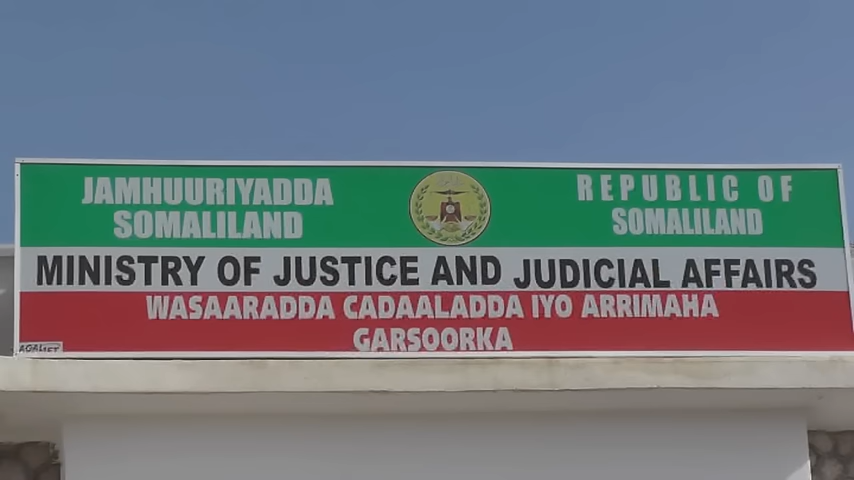 JAMHUURIYADDA
SOMALILAND
REPUBLIC OF
SOMALILAND
MINISTRY OF JUSTICE AND JUDICIAL AFFAIRS
WASAARADDA CADAALADDA IYO ARRIMAHA
GARSOORKA